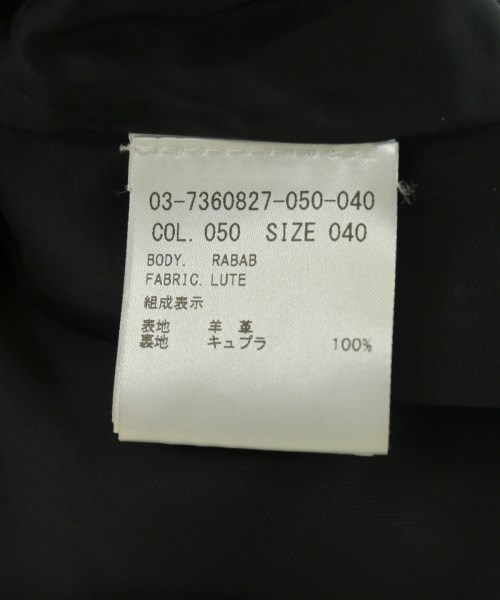 03-7360827-050-040
COL. 050 SIZE 040
BODY. RABAB
FABRIC. LUTE
組成表示
表地 羊革
裏地 キュプラ 100%